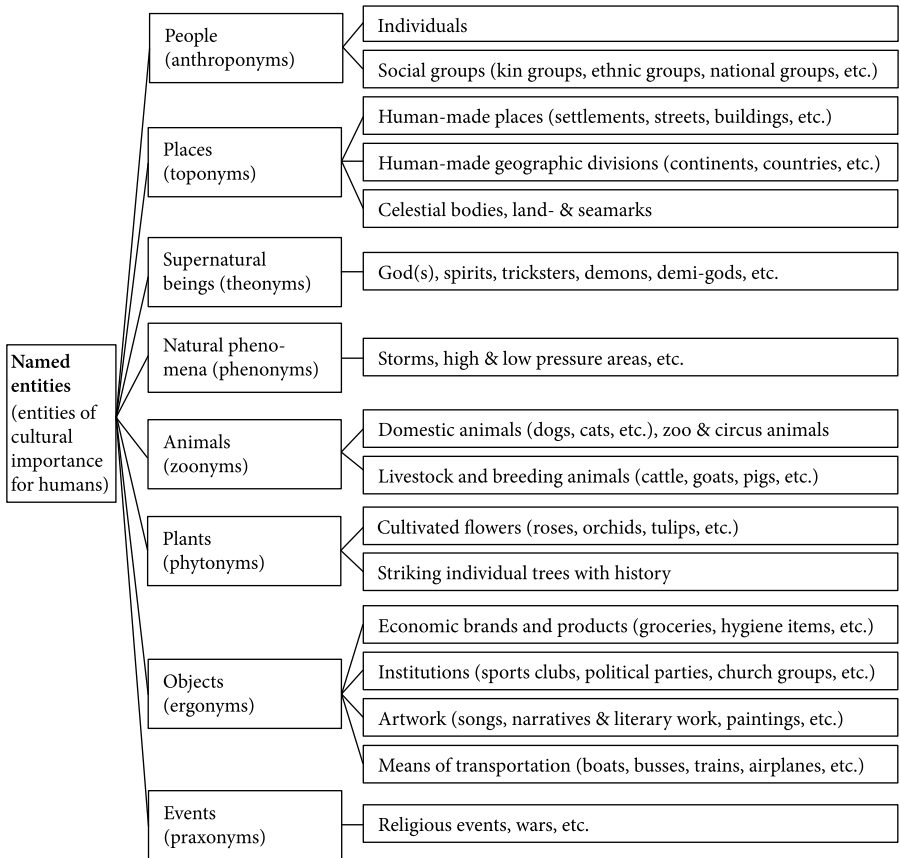 People
(anthroponyms)
Individuals
Social groups (kin groups, ethnic groups, national groups, etc.)
Places
(toponyms)
Human-made places (settlements, streets, buildings, etc.)
Human-made geographic divisions (continents, countries, etc.)
Celestial bodies, land- & seamarks
Supernatural
beings (theonyms)
God(s), spirits, tricksters, demons, demi-gods, etc.
Named
entities
(entities of
cultural
importance
for humans)
Natural pheno-
mena (phenonyms)
Storms, high & low pressure areas, etc.
Animals
(zoonyms)
Domestic animals (dogs, cats, etc.), zoo & circus animals
Livestock and breeding animals (cattle, goats, pigs, etc.)
Plants
(phytonyms)
Cultivated flowers (roses, orchids, tulips, etc.)
Striking individual trees with history
Objects
(ergonyms)
Economic brands and products (groceries, hygiene items, etc.)
Institutions (sports clubs, political parties, church groups, etc.)
Artwork (songs, narratives & literary work, paintings, etc.)
Means of transportation (boats, busses, trains, airplanes, etc.)
Events
(praxonyms)
Religious events, wars, etc.